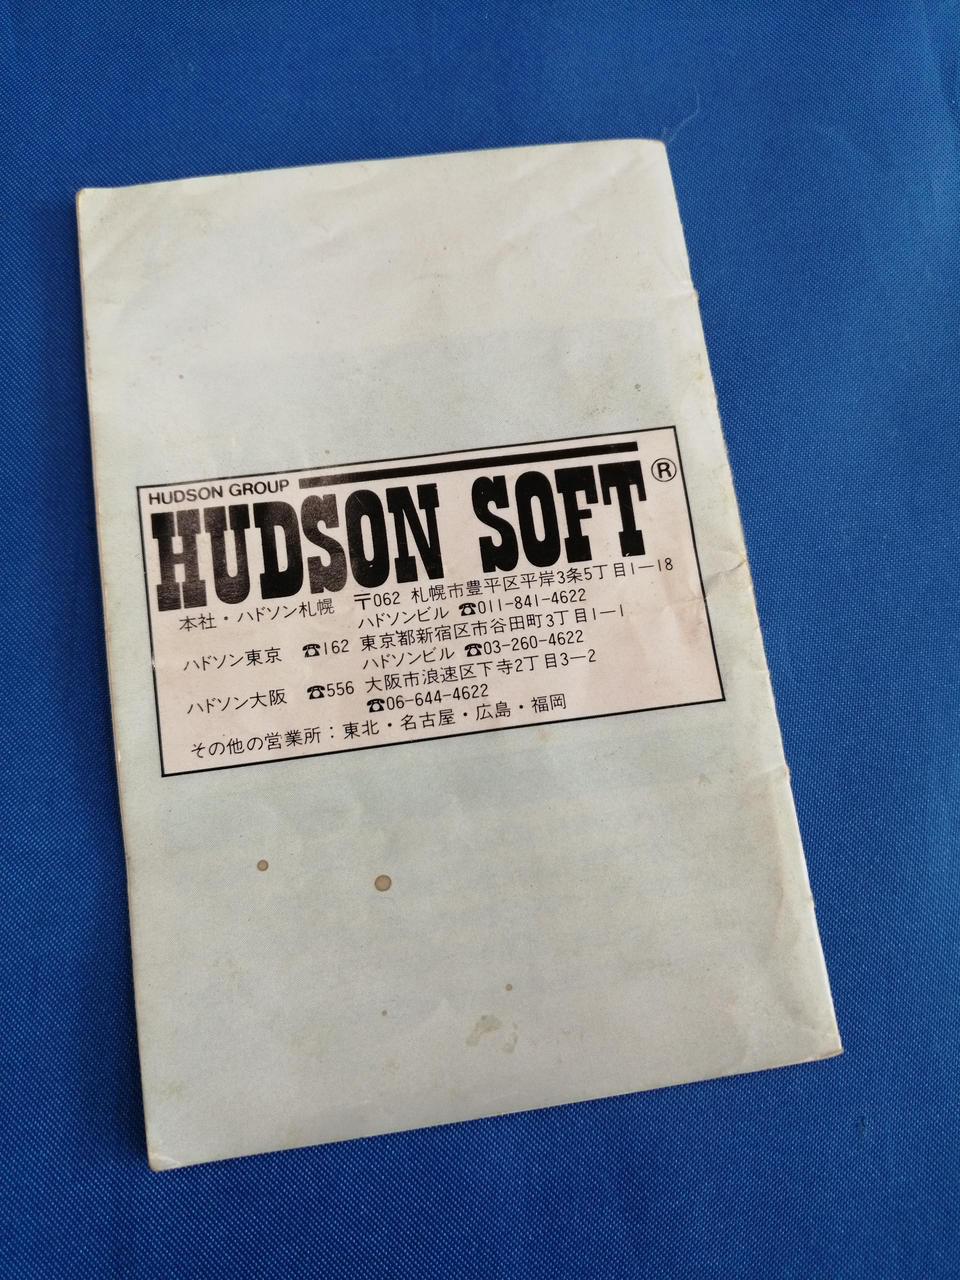 HUDSON GROUP
HUDSON SOFT®
本社・ハドソン札幌 〒062 札幌市豊平区平岸3条5丁目1-18
ハドソンビル ☎011-841-4622
ハドソン東京 ☎162 東京都新宿区市谷田町3丁目1-1
ハドソンビル ☎03-260-4622
ハドソン大阪 ☎556 大阪市浪速区下寺2丁目3-2
☎06-644-4622
その他の営業所：東北・名古屋・広島・福岡